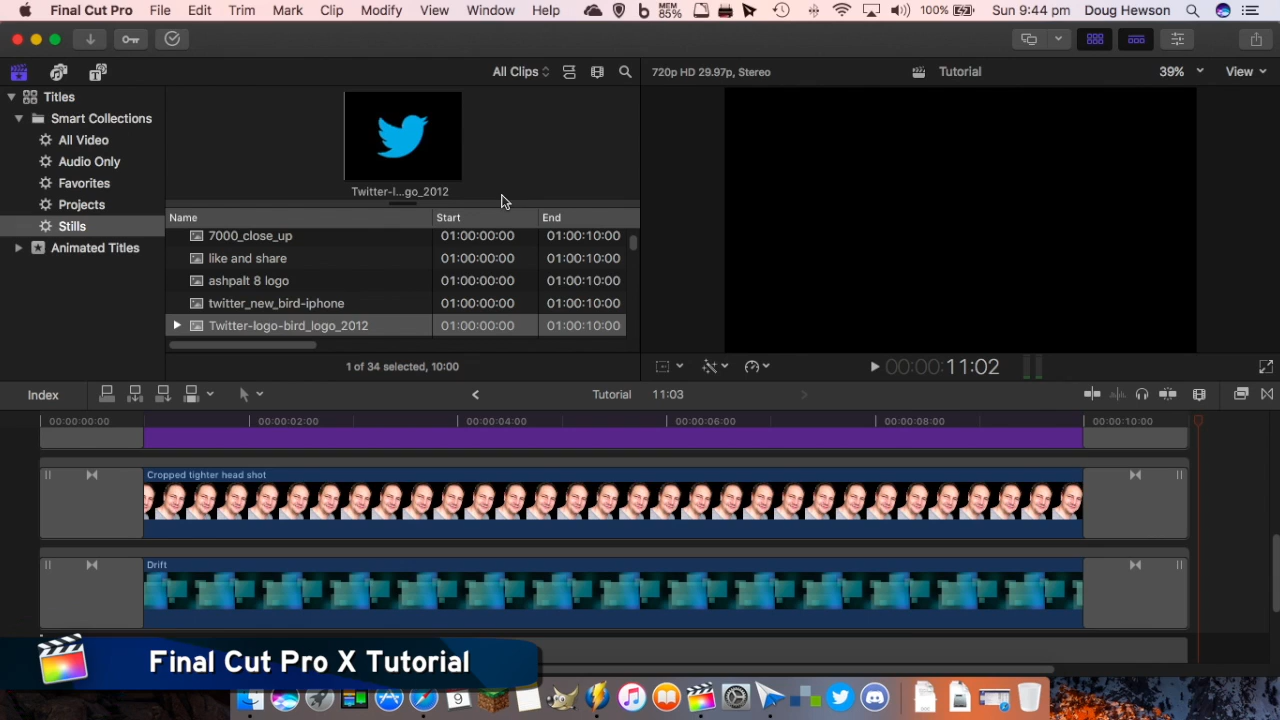 Final Cut Pro File Edit Trim Mark Clip Modify View Window Help MEM 85% 100% Sun 9:44 pm Doug Hewson
All Clips 720p HD 29.97p, Stereo Tutorial 39% View
Titles
Smart Collections
All Video
Audio Only
Favorites
Projects
Stills
Animated Titles
Twitter-l...go_2012
Name Start End
7000_close_up 01:00:00:00 01:00:10:00
like and share 01:00:00:00 01:00:10:00
ashpalt 8 logo 01:00:00:00 01:00:10:00
twitter_new_bird-iphone 01:00:00:00 01:00:10:00
Twitter-logo-bird_logo_2012 01:00:00:00 01:00:10:00
1 of 34 selected, 10:00 00:00:11:02
Index Tutorial 11:03
00:00:00:00 00:00:02:00 00:00:04:00 00:00:06:00 00:00:08:00 00:00:10:00
Cropped tighter head shot
Drift
Final Cut Pro X Tutorial
9